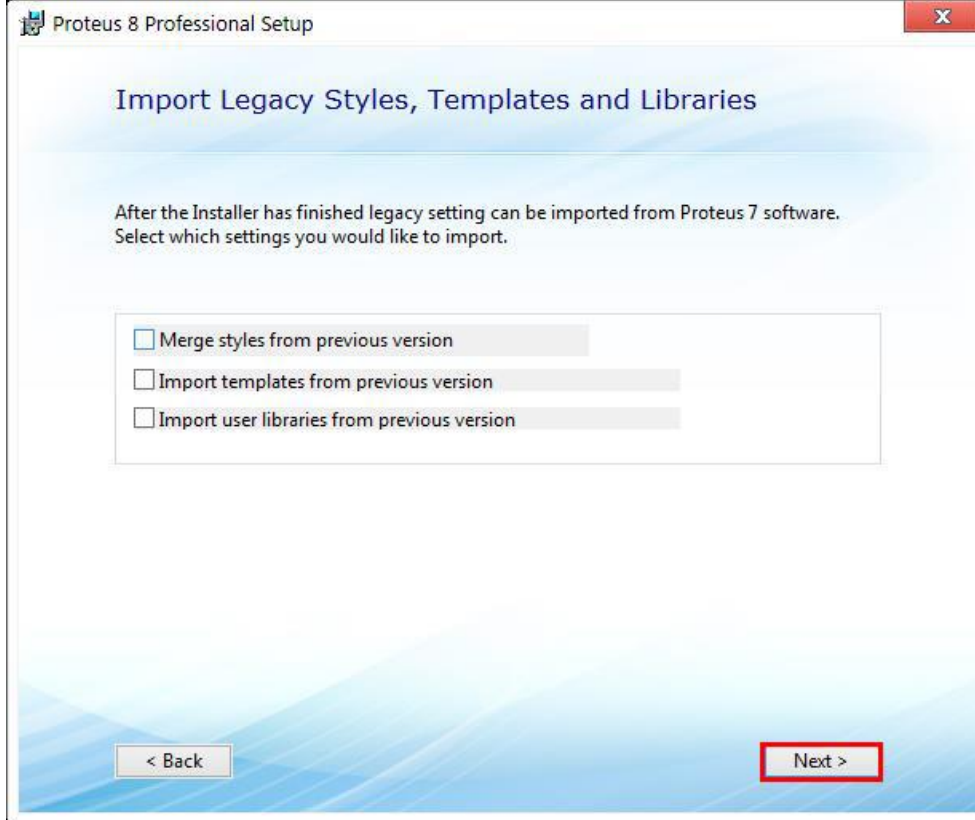 Proteus 8 Professional Setup
x
Import Legacy Styles, Templates and Libraries
After the Installer has finished legacy setting can be imported from Proteus 7 software.
Select which settings you would like to import.
Merge styles from previous version
Import templates from previous version
Import user libraries from previous version
< Back
Next >